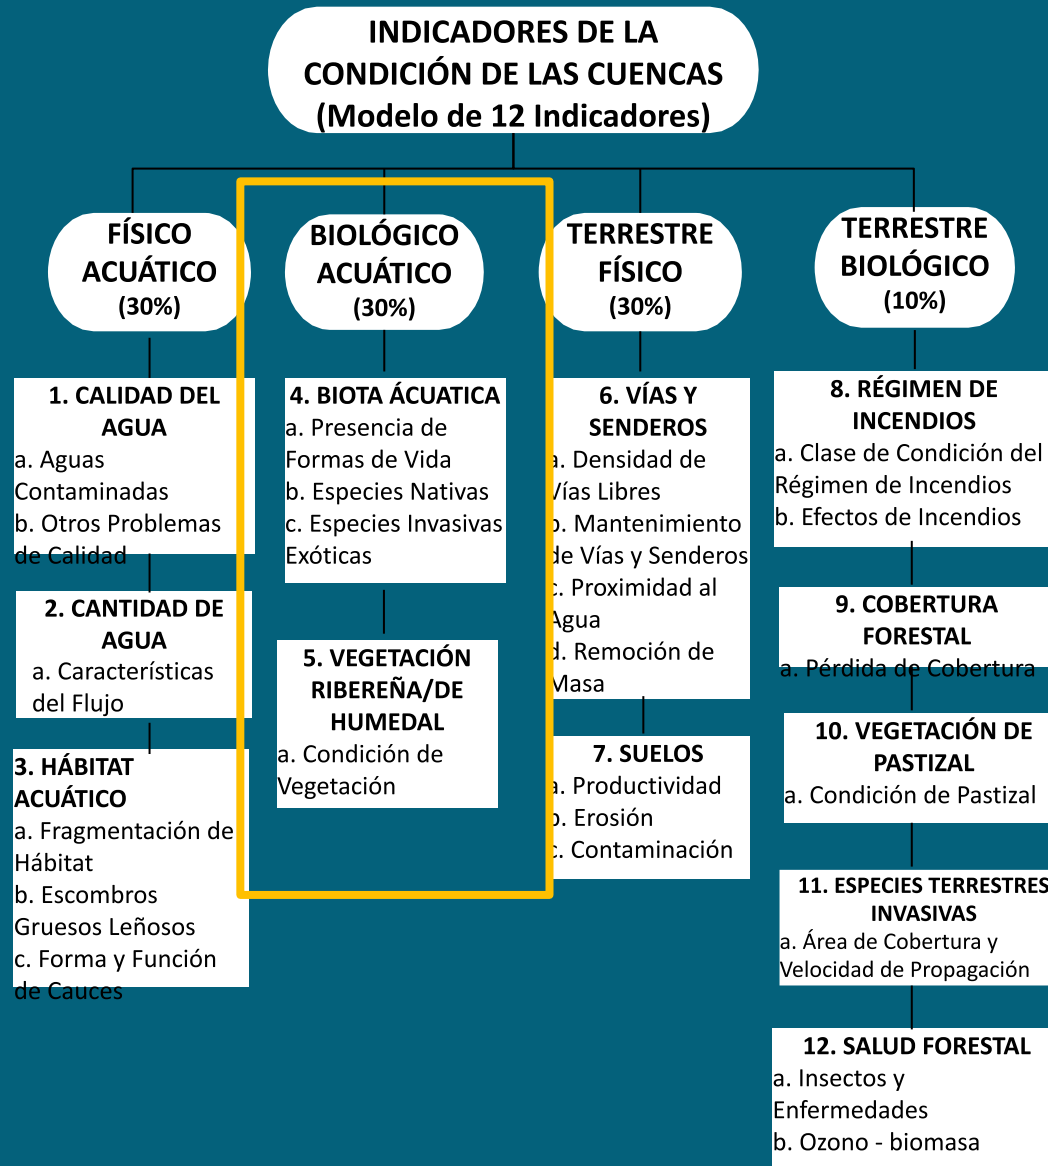 INDICADORES DE LA
CONDICIÓN DE LAS CUENCAS
(Modelo de 12 Indicadores)
FÍSICO
ACUÁTICO
(30%)
1. CALIDAD DEL
AGUA
a. Aguas
Contaminadas
b. Otros Problemas
de Calidad
2. CANTIDAD DE
AGUA
a. Características
del Flujo
3. HÁBITAT
ACUÁTICO
a. Fragmentación de
Hábitat
b. Escombros
Gruesos Leñosos
c. Forma y Función
de Cauces
BIOLÓGICO
ACUÁTICO
(30%)
4. BIOTA ÁCUATICA
a. Presencia de
Formas de Vida
b. Especies Nativas
c. Especies Invasivas
Exóticas
5. VEGETACIÓN
RIBEREÑA/DE
HUMEDAL
a. Condición de
Vegetación
TERRESTRE
FÍSICO
(30%)
6. VÍAS Y
SENDEROS
a. Densidad de
Vías Libres
b. Mantenimiento
de Vías y Senderos
c. Proximidad al
Agua
d. Remoción de
Masa
7. SUELOS
a. Productividad
b. Erosión
c. Contaminación
TERRESTRE
BIOLÓGICO
(10%)
8. RÉGIMEN DE
INCENDIOS
a. Clase de Condición del
Régimen de Incendios
b. Efectos de Incendios
9. COBERTURA
FORESTAL
a. Pérdida de Cobertura
10. VEGETACIÓN DE
PASTIZAL
a. Condición de Pastizal
11. ESPECIES TERRESTRES
INVASIVAS
a. Área de Cobertura y
Velocidad de Propagación
12. SALUD FORESTAL
a. Insectos y
Enfermedades
b. Ozono - biomasa